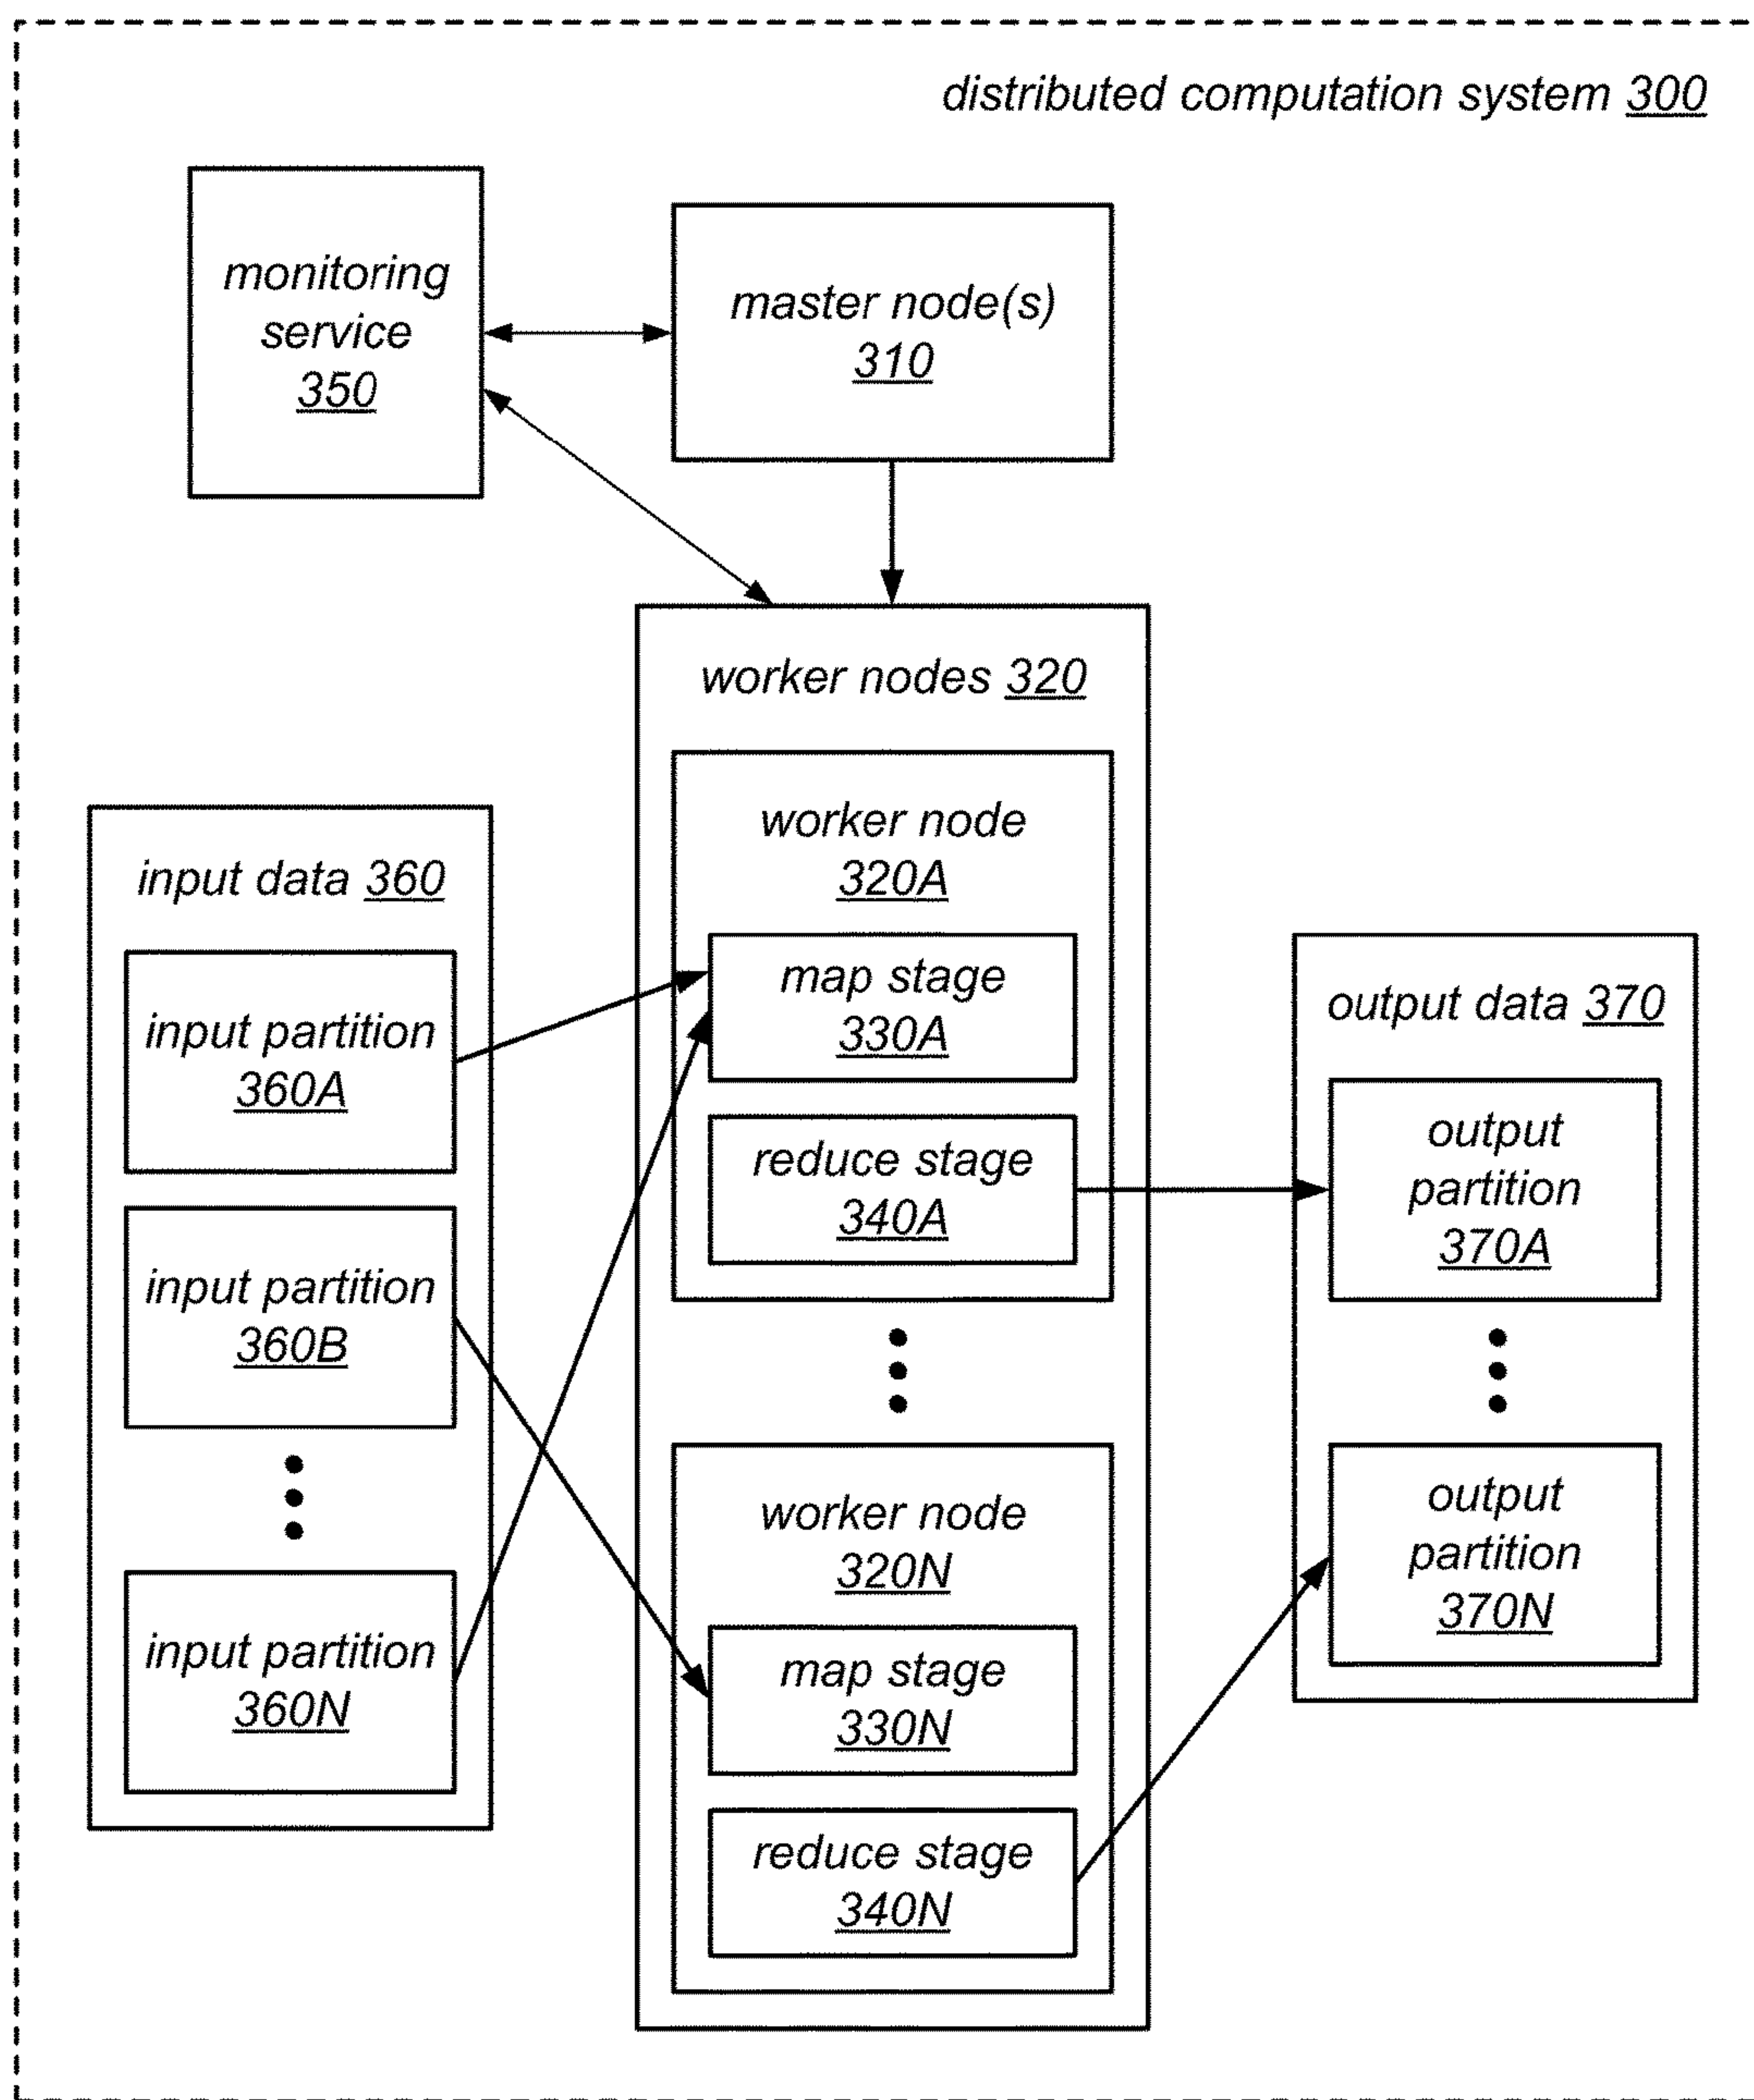 distributed computation system 300
monitoring
service
350
master node(s)
310
worker nodes 320
worker node
320A
map stage
330A
reduce stage
340A
worker node
320N
map stage
330N
reduce stage
340N
input data 360
input partition
360A
input partition
360B
input partition
360N
output data 370
output
partition
370A
output
partition
370N